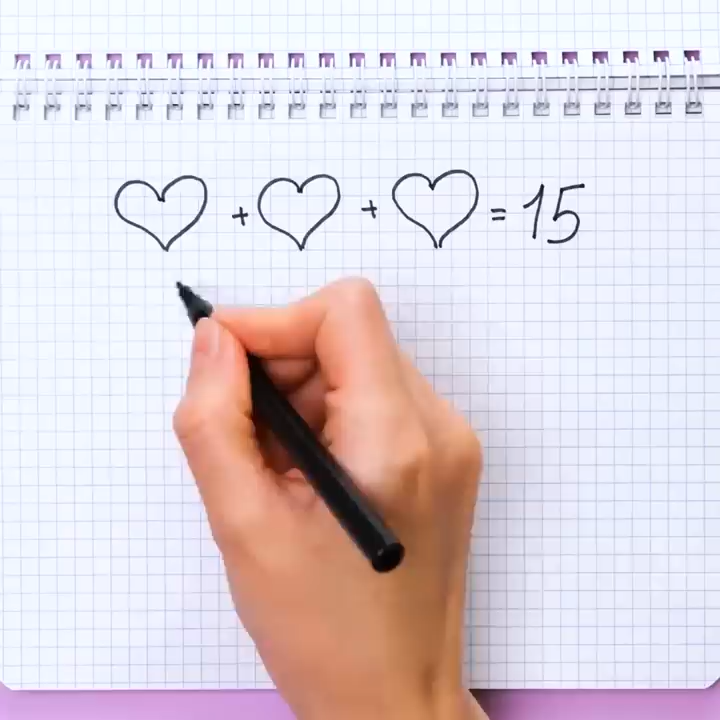 ♡ + ♡ + ♡ = 15